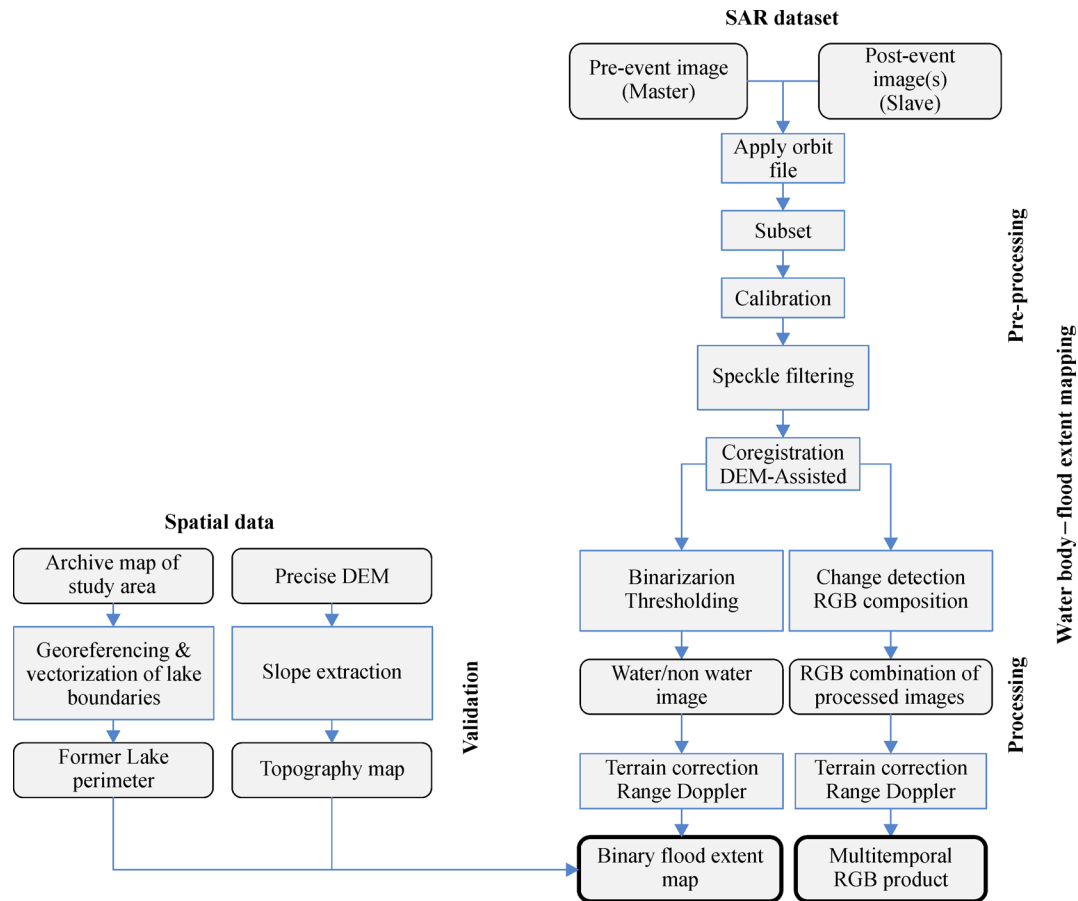 SAR dataset
Pre-event image
(Master)
Post-event
image(s)
(Slave)
Apply orbit
file
Subset
Calibration
Speckle filtering
Coregistration
DEM-Assisted
Pre-processing
Water body–flood extent mapping
Spatial data
Archive map of
study area
Precise DEM
Georeferencing &
vectorization of lake
boundaries
Slope extraction
Former Lake
perimeter
Topography map
Validation
Binarizarion
Thresholding
Change detection
RGB composition
Water/non water
image
RGB combination of
processed images
Processing
Terrain correction
Range Doppler
Terrain correction
Range Doppler
Binary flood extent
map
Multitemporal
RGB product